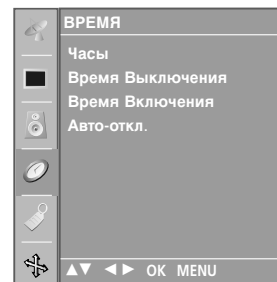 ВРЕМЯ
Часы
Время Выключения
Время Включения
Авто-откл.
▲▼ ◄► OK MENU